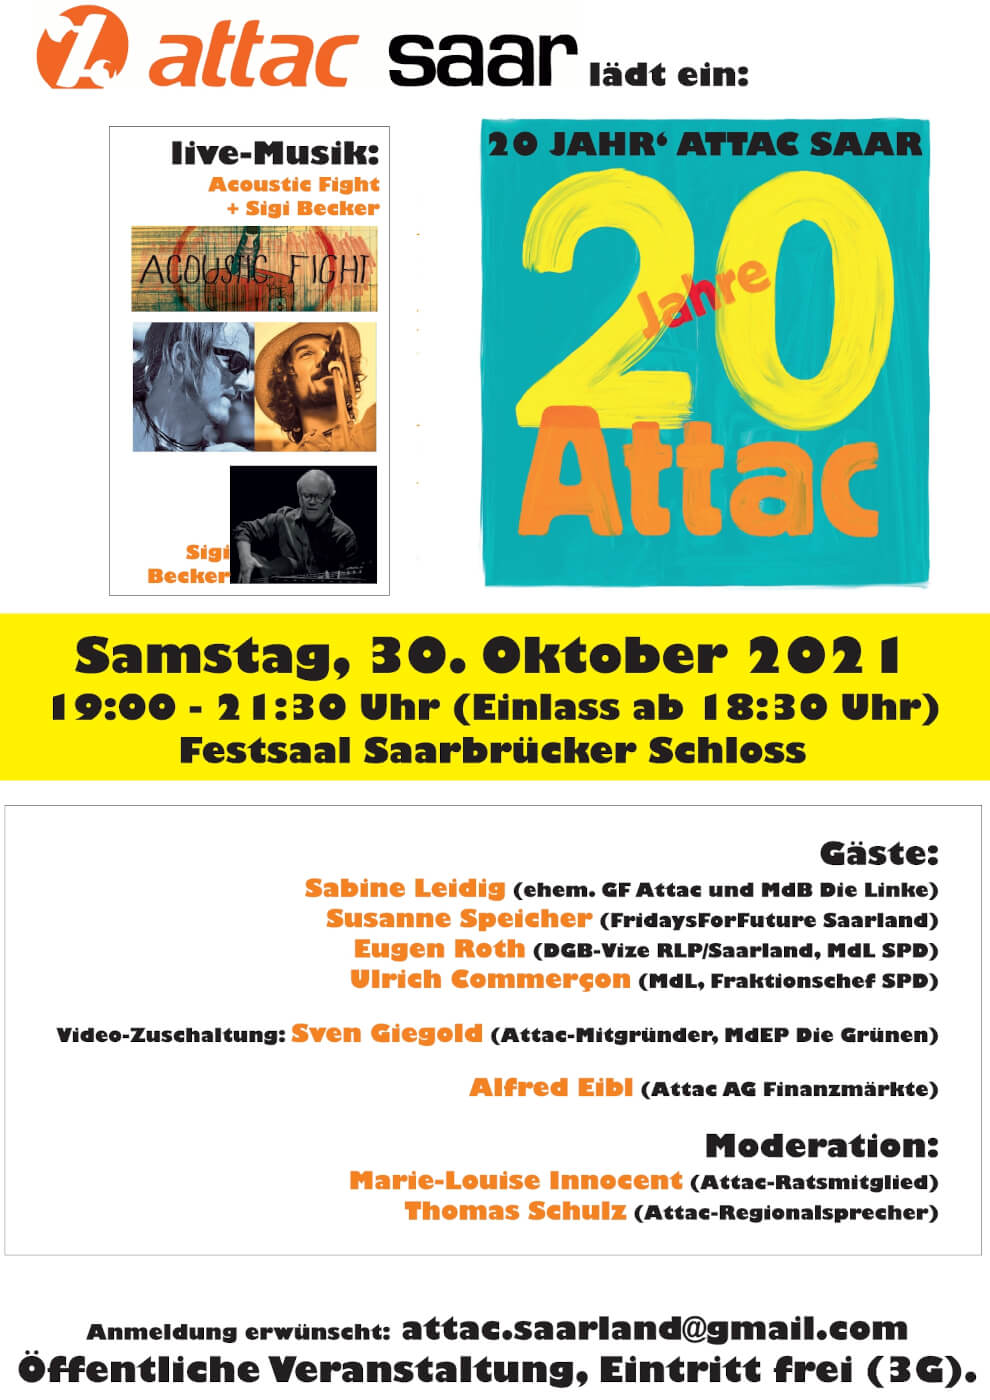 attac saar lädt ein:
live-Musik:
Acoustic Fight
+ Sigi Becker
ACOUSTIC FIGHT
Sigi
Becker
20 JAHR‘ ATTAC SAAR
20
Jahre
Attac
Samstag, 30. Oktober 2021
19:00 - 21:30 Uhr (Einlass ab 18:30 Uhr)
Festsaal Saarbrücker Schloss
Gäste:
Sabine Leidig (ehem. GF Attac und MdB Die Linke)
Susanne Speicher (FridaysForFuture Saarland)
Eugen Roth (DGB-Vize RLP/Saarland, MdL SPD)
Ulrich Commerçon (MdL, Fraktionschef SPD)
Video-Zuschaltung: Sven Giegold (Attac-Mitgründer, MdEP Die Grünen)
Alfred Eibl (Attac AG Finanzmärkte)
Moderation:
Marie-Louise Innocent (Attac-Ratsmitglied)
Thomas Schulz (Attac-Regionalsprecher)
Anmeldung erwünscht: attac.saarland@gmail.com
Öffentliche Veranstaltung, Eintritt frei (3G).